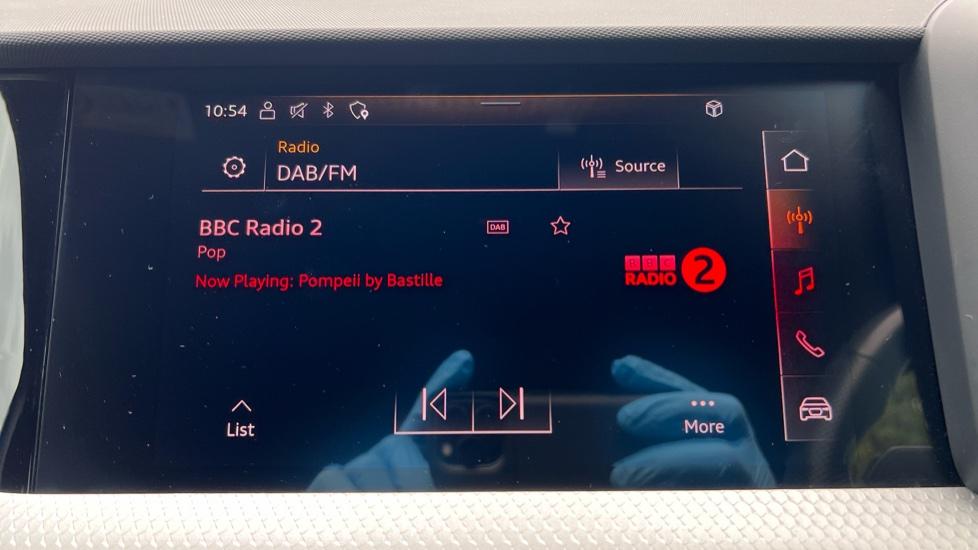 10:54
Radio
DAB/FM
Source
BBC Radio 2
DAB
Pop
Now Playing: Pompeii by Bastille
BBC
RADIO 2
List
More